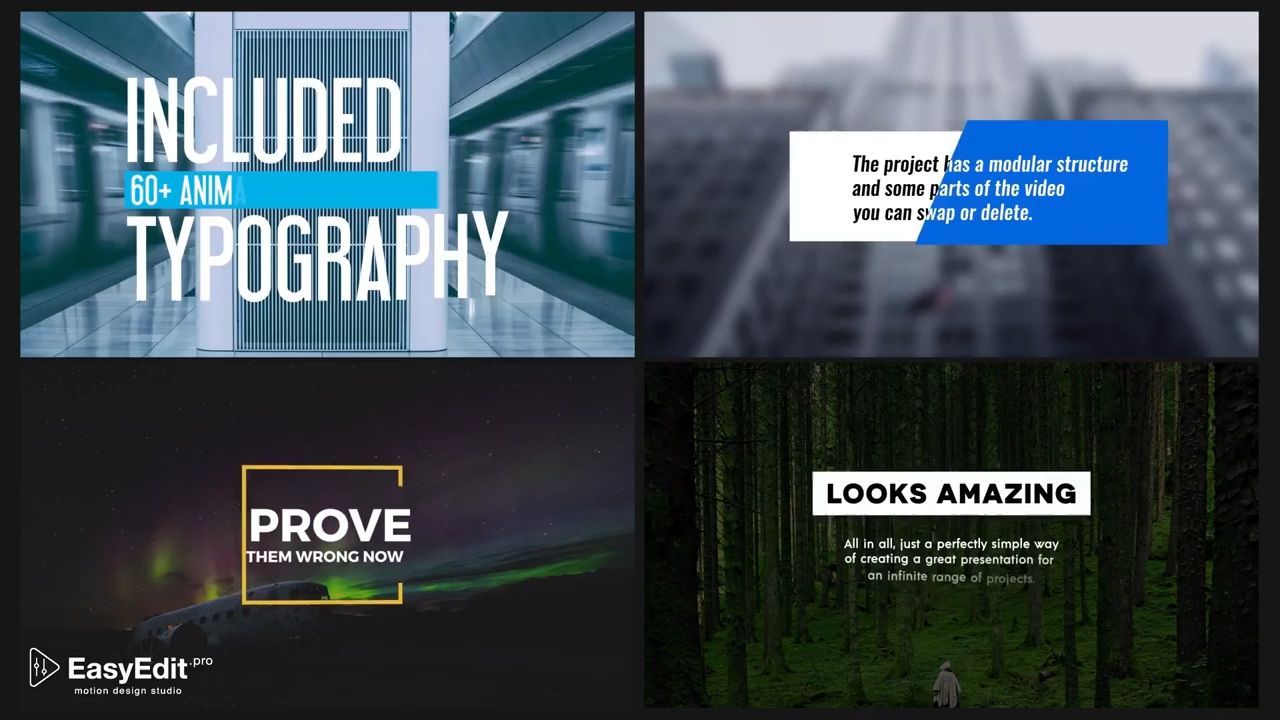 INCLUDED
60+ ANIMA
TYPOGRAPHY
The project has a modular structure
and some parts of the video
you can swap or delete.
PROVE
THEM WRONG NOW
LOOKS AMAZING
All in all, just a perfectly simple way
of creating a great presentation for
an infinite range of projects.
EasyEdit.pro
motion design studio